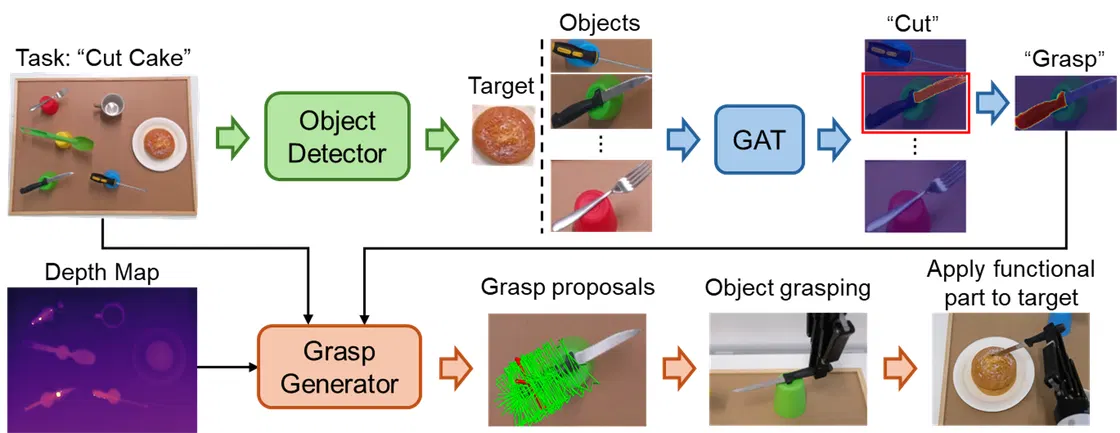 Task: “Cut Cake”
Object
Detector
Target
Objects
⋮
GAT
“Cut”
⋮
“Grasp”
Depth Map
Grasp
Generator
Grasp proposals
Object grasping
Apply functional
part to target